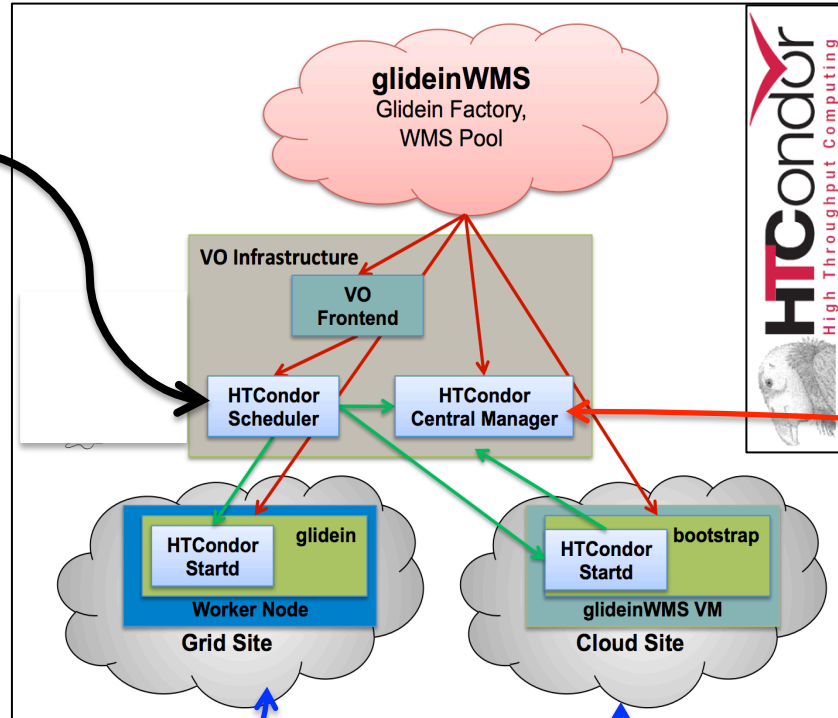 glideinWMS
Glidein Factory,
WMS Pool
HTCondor
High Throughput Computing
VO Infrastructure
VO
Frontend
HTCondor
Scheduler
HTCondor
Central Manager
glidein
HTCondor
Startd
Worker Node
Grid Site
bootstrap
HTCondor
Startd
glideinWMS VM
Cloud Site